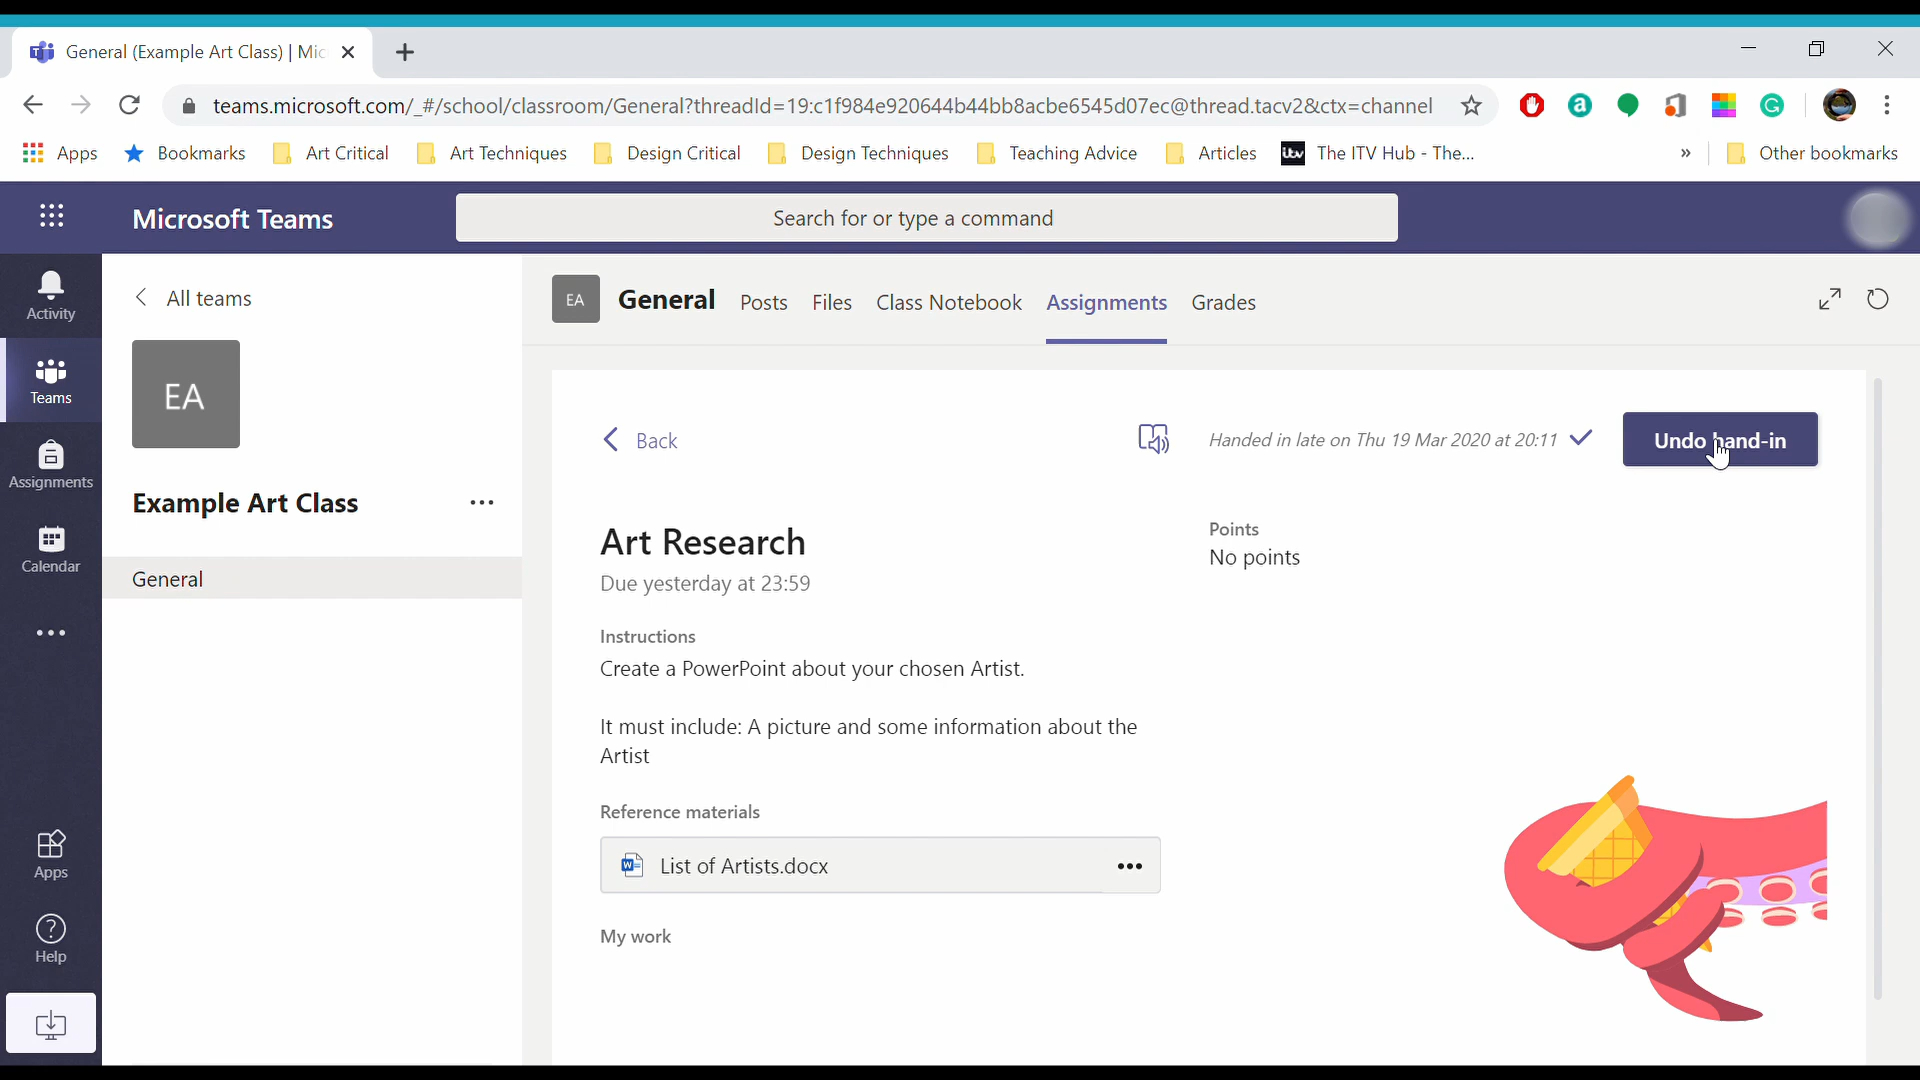 General (Example Art Class) | Mic
teams.microsoft.com/_#/school/classroom/General?threadId=19:c1f984e920644b44bb8acbe6545d07ec@thread.tacv2&ctx=channel
Apps Bookmarks Art Critical Art Techniques Design Critical Design Techniques Teaching Advice Articles itv The ITV Hub - The... » Other bookmarks
Microsoft Teams
Search for or type a command
Activity
Teams
Assignments
Calendar
Apps
Help
All teams
EA
Example Art Class
General
EA General Posts Files Class Notebook Assignments Grades
Back
Handed in late on Thu 19 Mar 2020 at 20:11
Undo hand-in
Art Research
Due yesterday at 23:59
Points
No points
Instructions
Create a PowerPoint about your chosen Artist.
It must include: A picture and some information about the
Artist
Reference materials
List of Artists.docx
My work